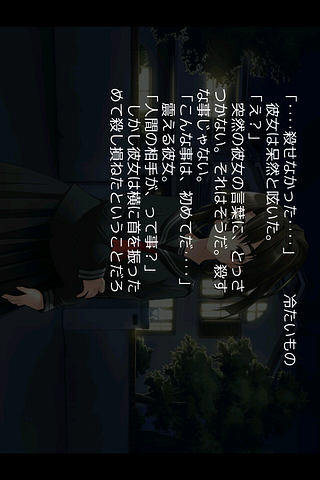 「‥‥殺せなかった‥‥」　　冷たいもの
彼女は呆然と呟いた。
「え？」
突然の彼女の言葉に、とっさ
つかない。それはそうだ。殺す
な事じゃない。
「こんな事は、初めてだ‥‥」
震える彼女。
「人間の相手が、って事？」
しかし彼女は横に首を振った
めて殺し損ねたということだろ